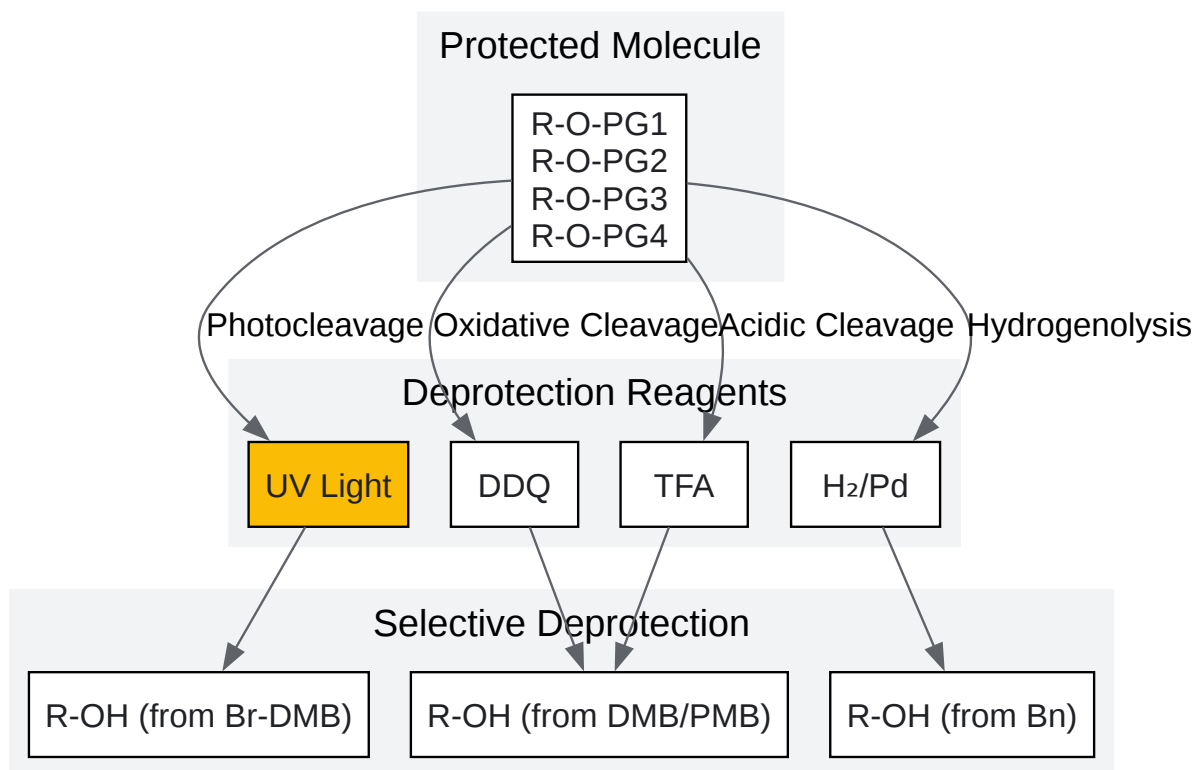 Protected Molecule
R-O-PG1
R-O-PG2
R-O-PG3
R-O-PG4
Photocleavage
Oxidative Cleavage
Acidic Cleavage
Hydrogenolysis
Deprotection Reagents
UV Light
DDQ
TFA
H₂/Pd
Selective Deprotection
R-OH (from Br-DMB)
R-OH (from DMB/PMB)
R-OH (from Bn)